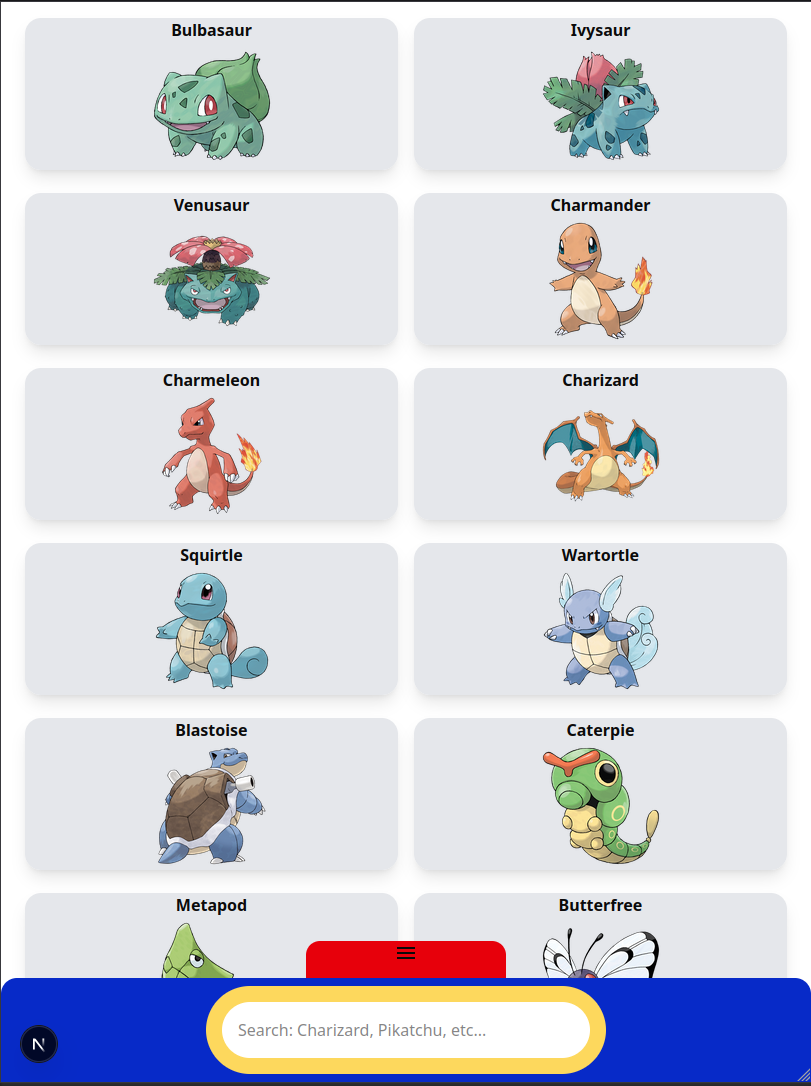 Bulbasaur
Ivysaur
Venusaur
Charmander
Charmeleon
Charizard
Squirtle
Wartortle
Blastoise
Caterpie
Metapod
Butterfree
Search: Charizard, Pikatchu, etc...
N